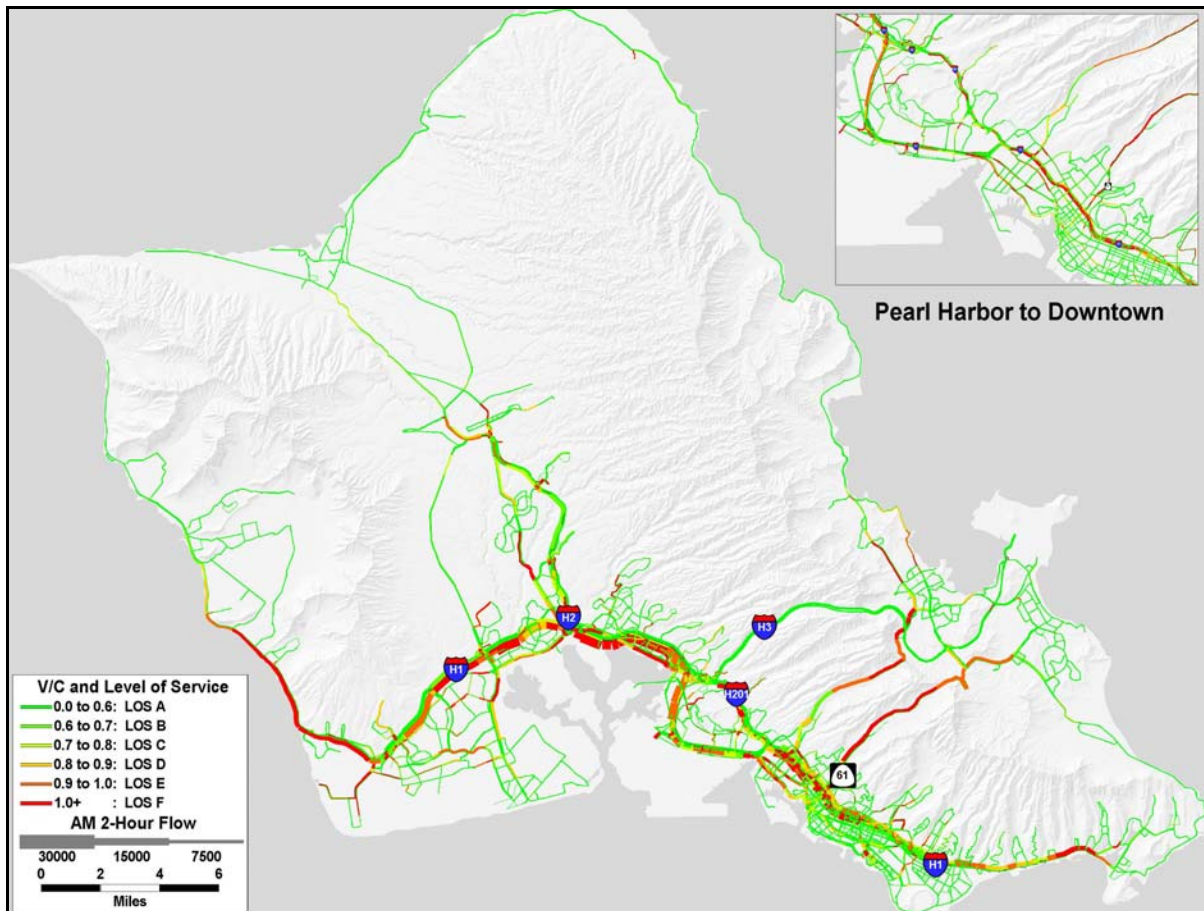 Pearl Harbor to Downtown
H3
H2
H1
H201
61
H1
V/C and Level of Service
0.0 to 0.6: LOS A
0.6 to 0.7: LOS B
0.7 to 0.8: LOS C
0.8 to 0.9: LOS D
0.9 to 1.0: LOS E
1.0+ : LOS F
AM 2-Hour Flow
30000 15000 7500
0 2 4 6
Miles